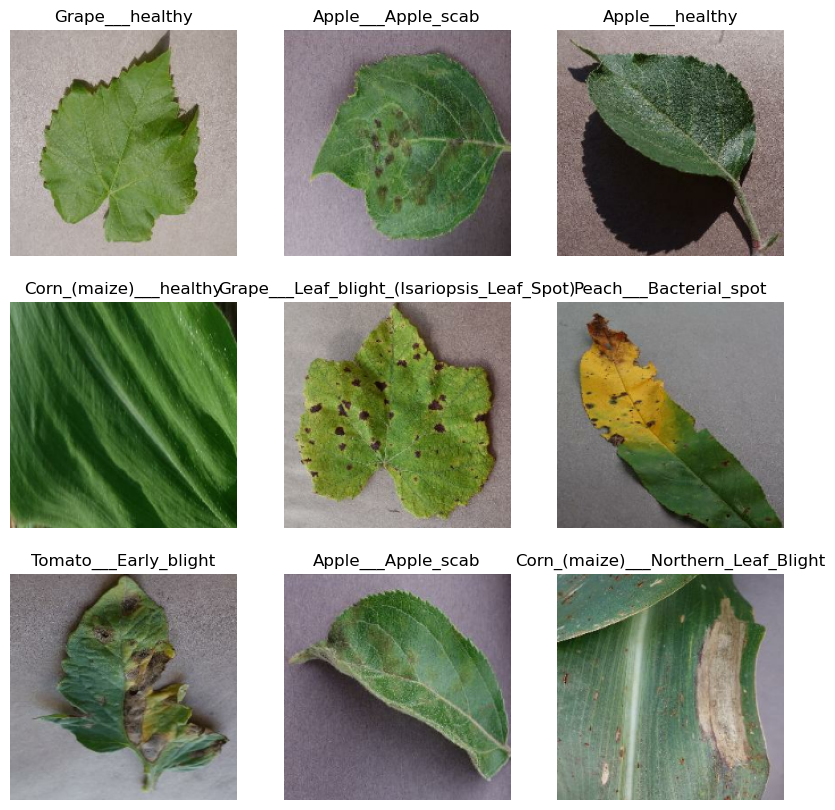 Grape___healthy
Apple___Apple_scab
Apple___healthy
Corn_(maize)___healthy
Grape___Leaf_blight_(Isariopsis_Leaf_Spot)
Peach___Bacterial_spot
Tomato___Early_blight
Apple___Apple_scab
Corn_(maize)___Northern_Leaf_Blight